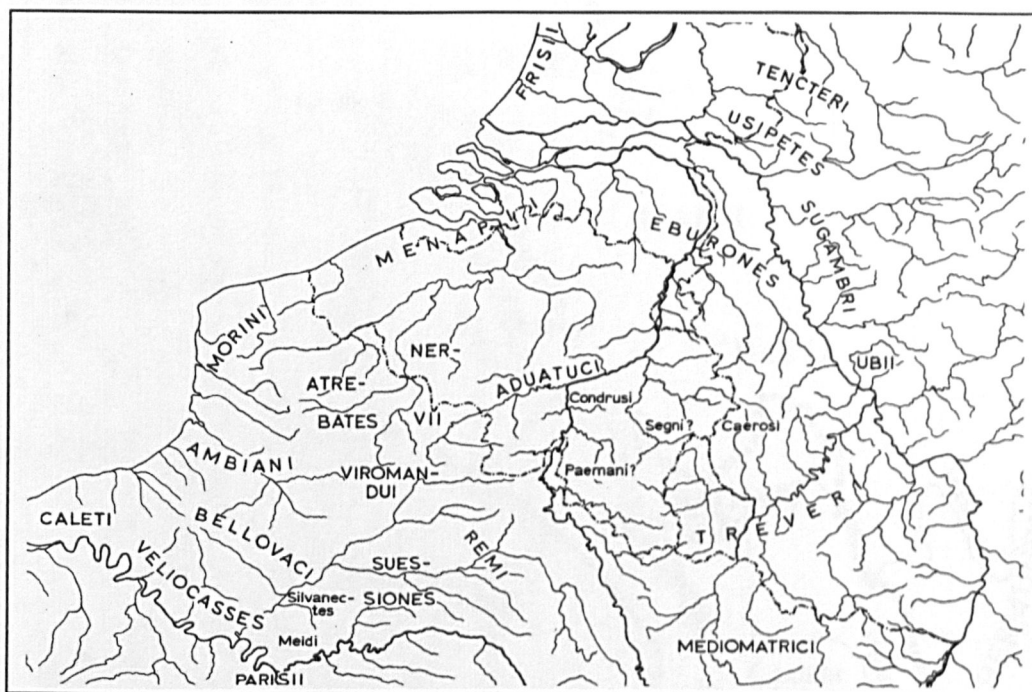 FRISII
TENCTERI
USIPETES
SUGAMBRI
MENAPII
EBURONES
MORINI
NER-
VII
UBII
ATRE-
BATES
ADUATUCI
Condrusi
Segni?
Caerosi
AMBIANI
VIROMAN-
DUI
Paemani?
CALETI
BELLOVACI
REMI
TREVERI
VELIOCASSES
SUES-
SIONES
Silvanec-
tes
Meldi
MEDIOMATRICI
PARISII